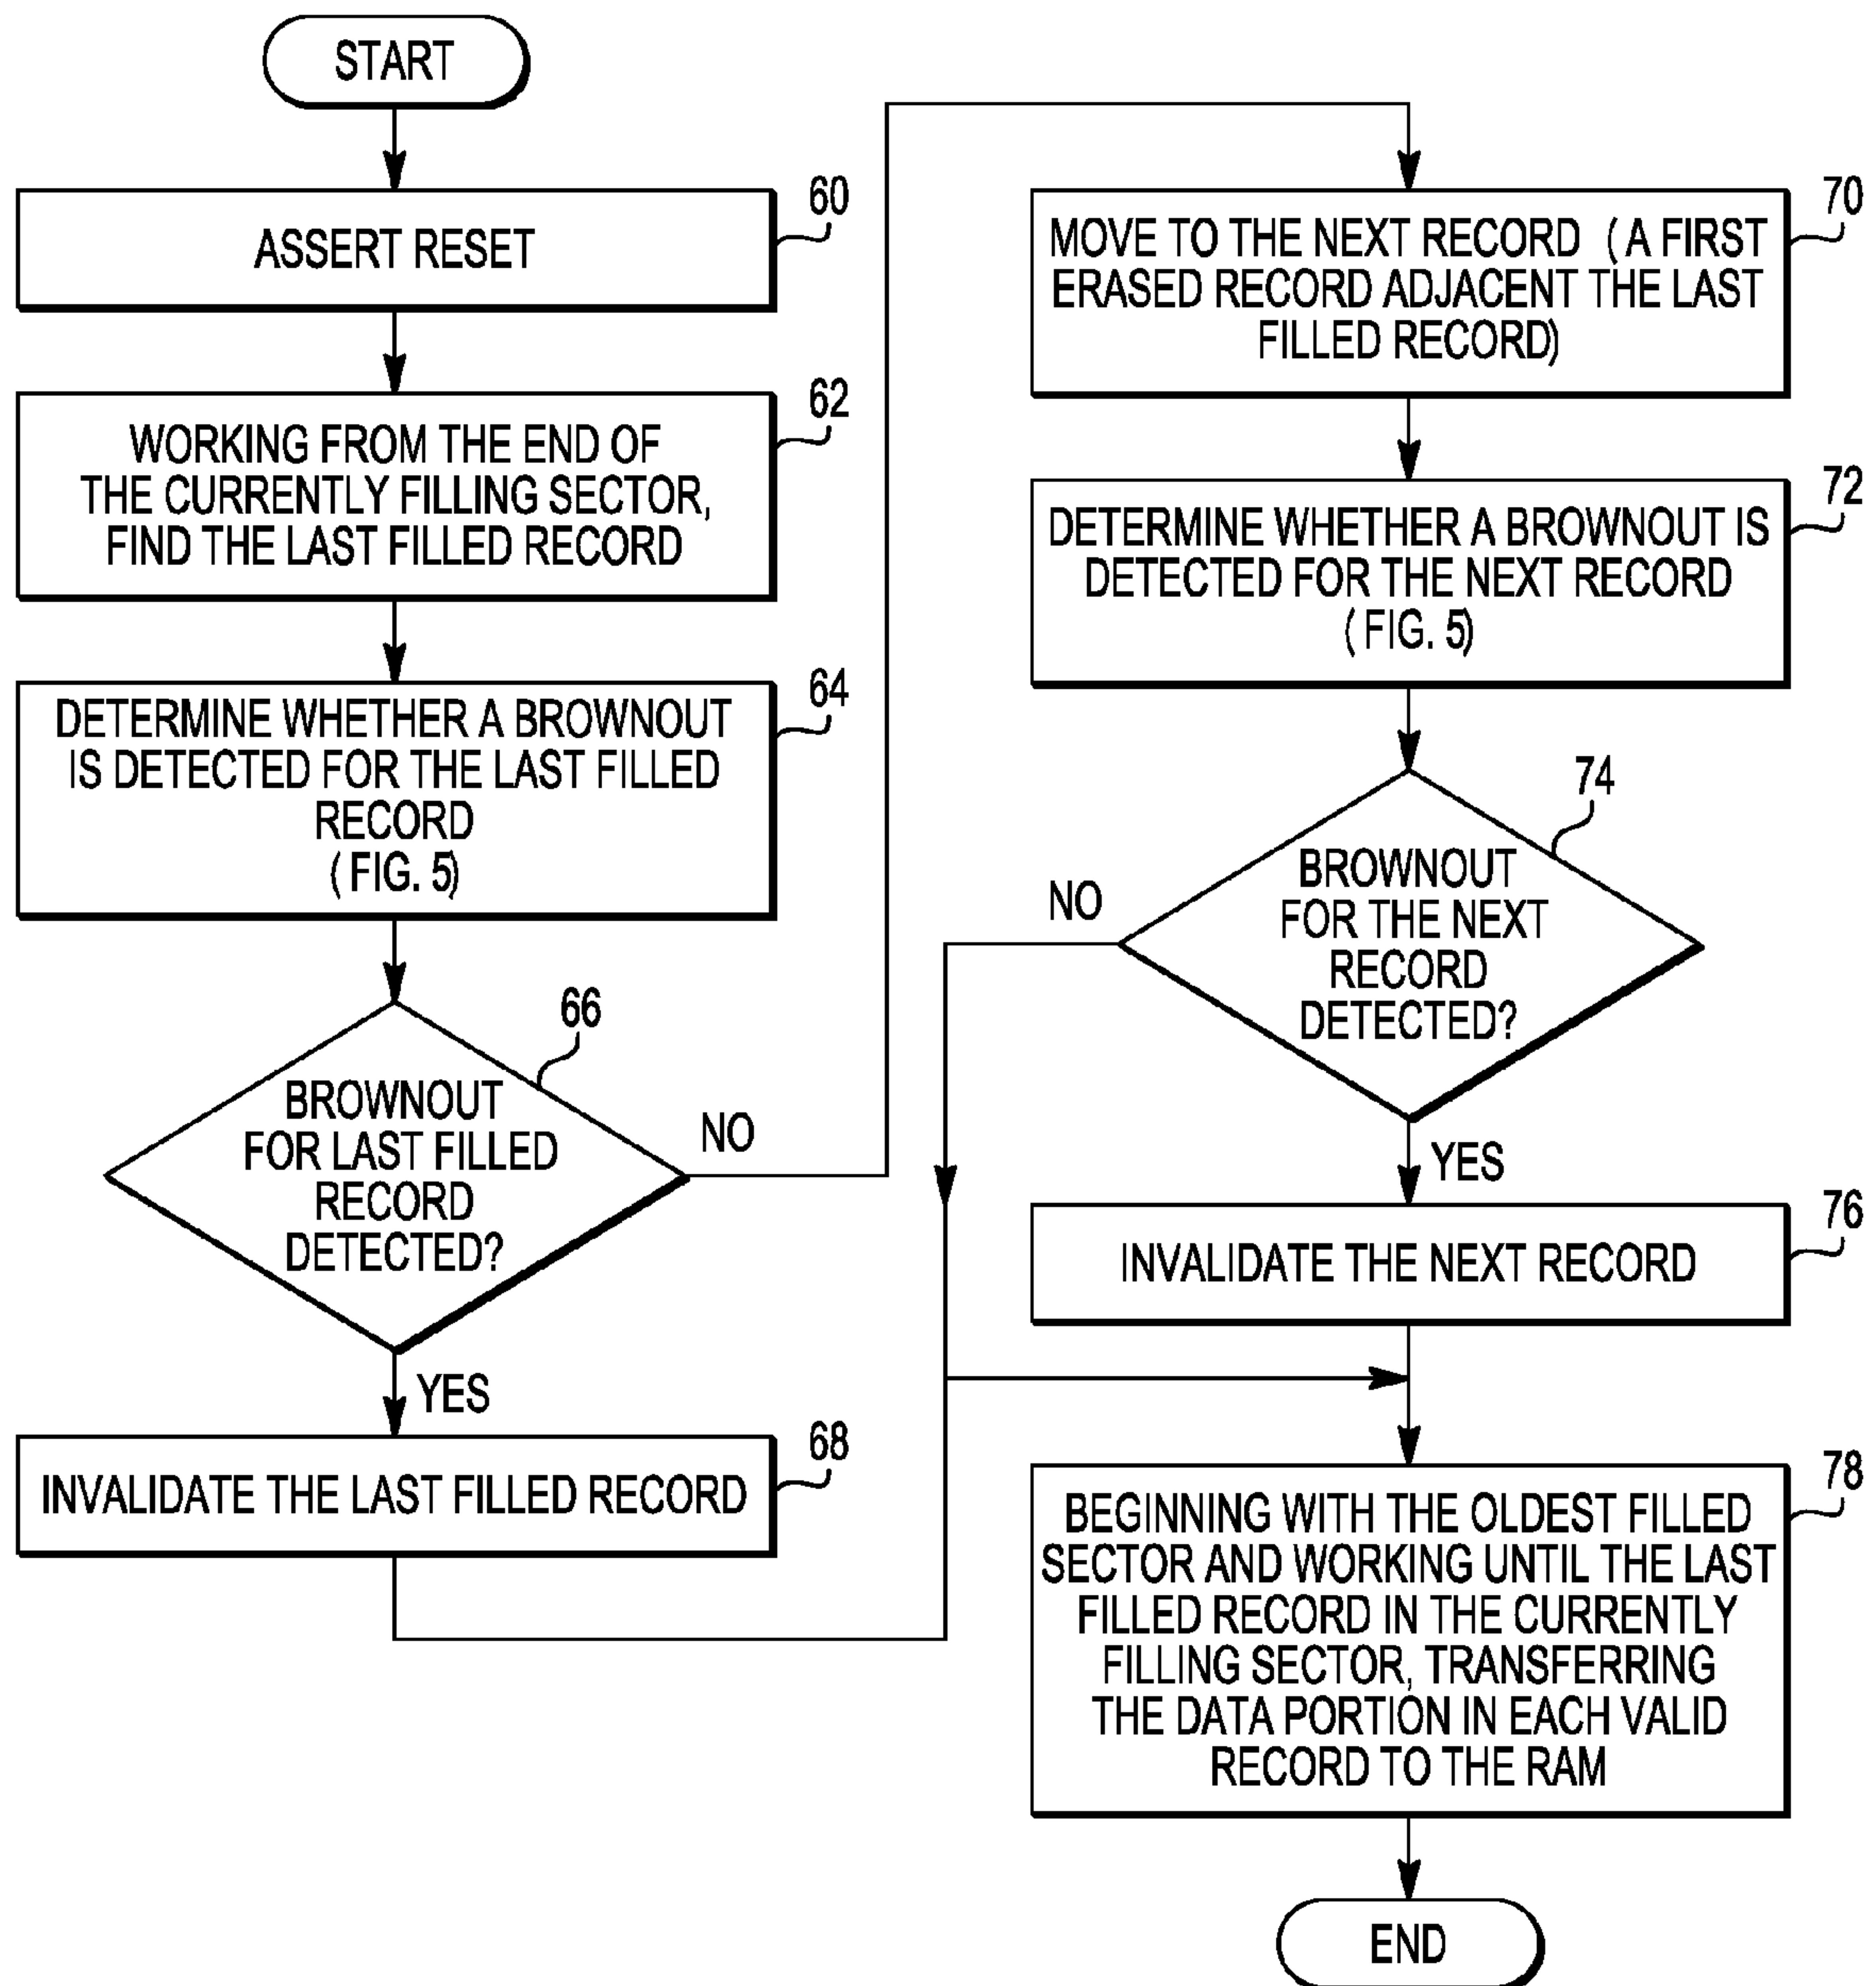 START
60
ASSERT RESET
62
WORKING FROM THE END OF
THE CURRENTLY FILLING SECTOR,
FIND THE LAST FILLED RECORD
64
DETERMINE WHETHER A BROWNOUT
IS DETECTED FOR THE LAST FILLED
RECORD
( FIG. 5)
66
BROWNOUT
FOR LAST FILLED
RECORD
DETECTED?
NO
YES
68
INVALIDATE THE LAST FILLED RECORD
70
MOVE TO THE NEXT RECORD ( A FIRST
ERASED RECORD ADJACENT THE LAST
FILLED RECORD)
72
DETERMINE WHETHER A BROWNOUT IS
DETECTED FOR THE NEXT RECORD
( FIG. 5)
74
BROWNOUT
FOR THE NEXT
RECORD
DETECTED?
NO
YES
76
INVALIDATE THE NEXT RECORD
78
BEGINNING WITH THE OLDEST FILLED
SECTOR AND WORKING UNTIL THE LAST
FILLED RECORD IN THE CURRENTLY
FILLING SECTOR, TRANSFERRING
THE DATA PORTION IN EACH VALID
RECORD TO THE RAM
END